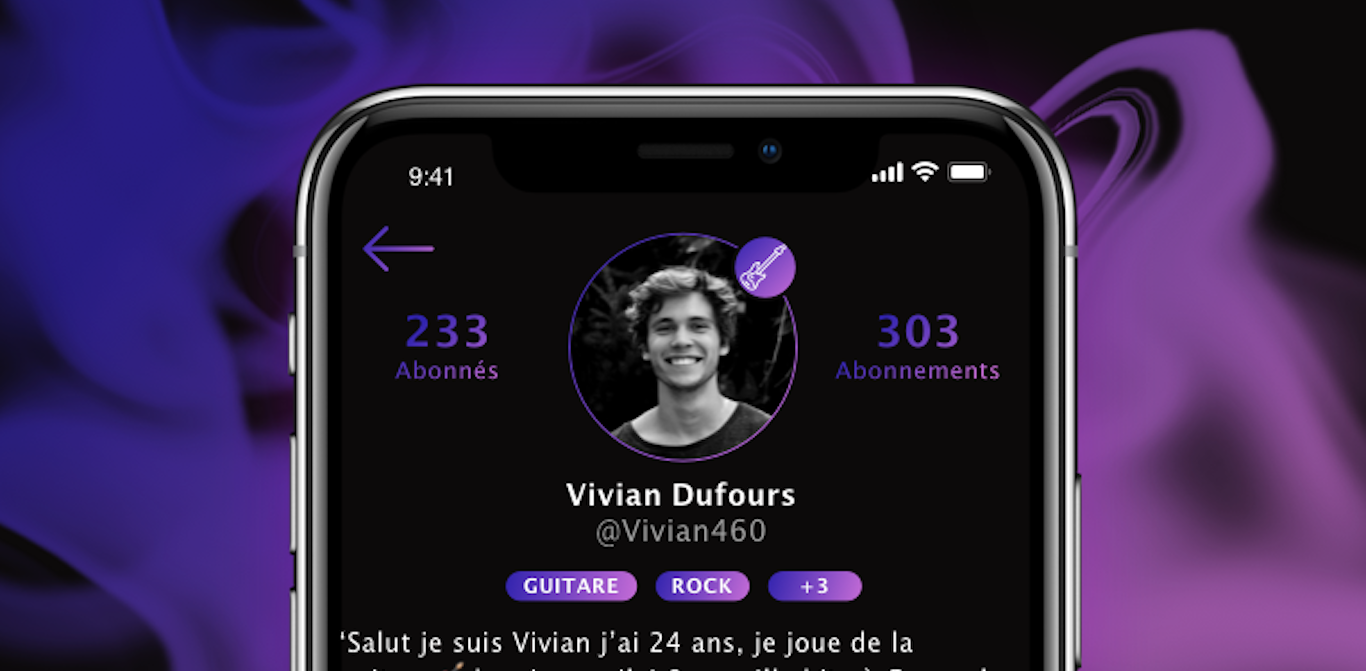 9:41
233
Abonnés
303
Abonnements
Vivian Dufours
@Vivian460
GUITARE
ROCK
+3
‘Salut je suis Vivian j’ai 24 ans, je joue de la